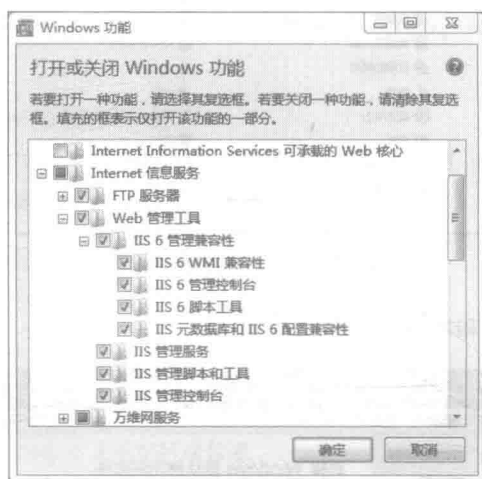 Windows 功能
打开或关闭 Windows 功能
若要打开一种功能，请选择其复选框。若要关闭一种功能，请清除其复选
框。填充的框表示仅打开该功能的一部分。
Internet Information Services 可承载的 Web 核心
Internet 信息服务
FTP 服务器
Web 管理工具
IIS 6 管理兼容性
IIS 6 WMI 兼容性
IIS 6 管理控制台
IIS 6 脚本工具
IIS 元数据库和 IIS 6 配置兼容性
IIS 管理服务
IIS 管理脚本和工具
IIS 管理控制台
万维网服务
确定 取消